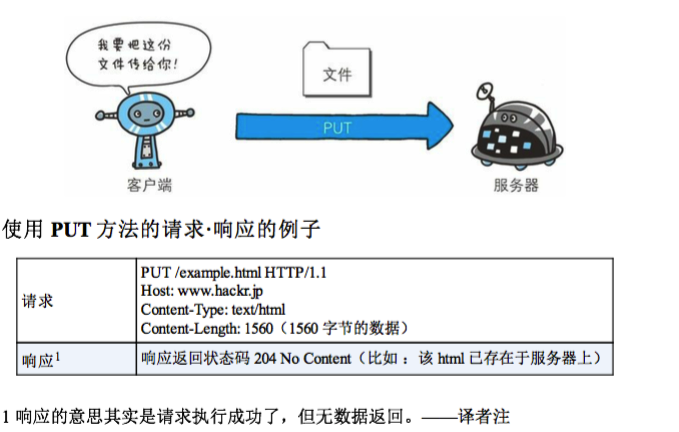 我要把这份
文件传给你!
文件
PUT
客户端
服务器
使用 PUT 方法的请求·响应的例子
请求
PUT /example.html HTTP/1.1
Host: www.hackr.jp
Content-Type: text/html
Content-Length: 1560（1560 字节的数据）
响应1
响应返回状态码 204 No Content（比如 ：该 html 已存在于服务器上）
1 响应的意思其实是请求执行成功了，但无数据返回。——译者注